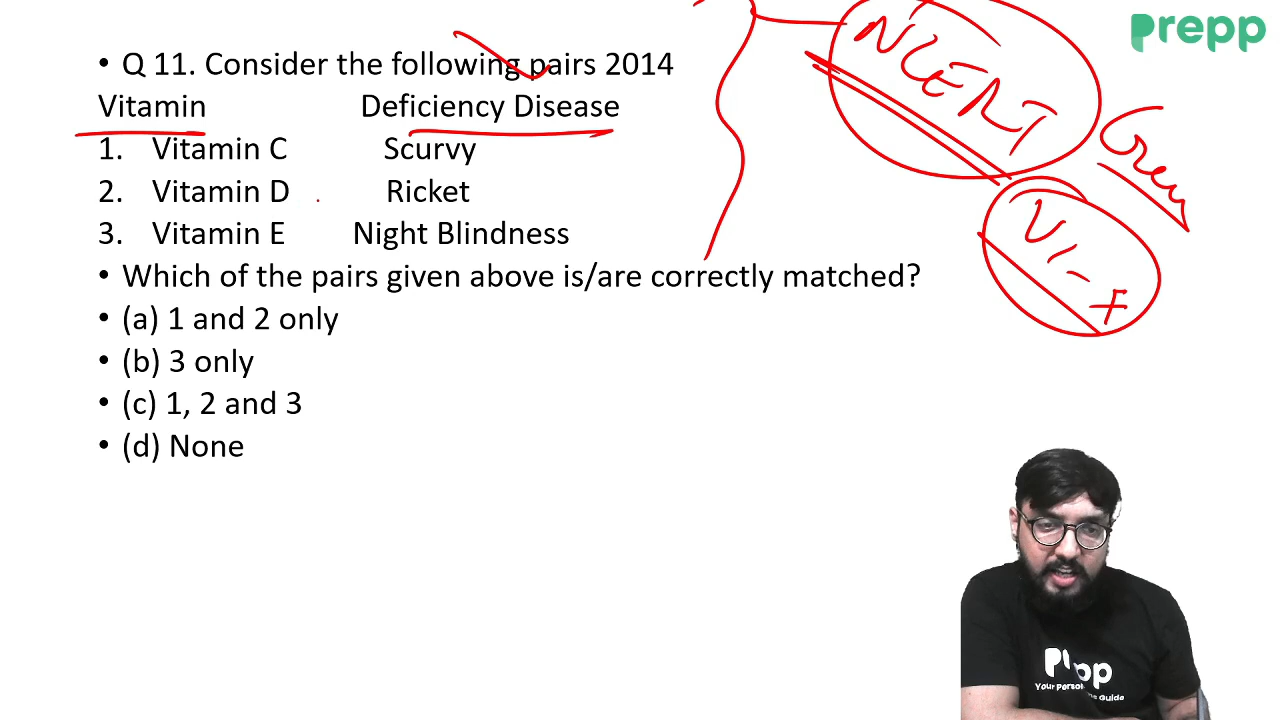 prepp
• Q 11. Consider the following pairs 2014
Vitamin Deficiency Disease
1. Vitamin C Scurvy
2. Vitamin D Ricket
3. Vitamin E Night Blindness
• Which of the pairs given above is/are correctly matched?
• (a) 1 and 2 only
• (b) 3 only
• (c) 1, 2 and 3
• (d) None
NCERT
VI-X